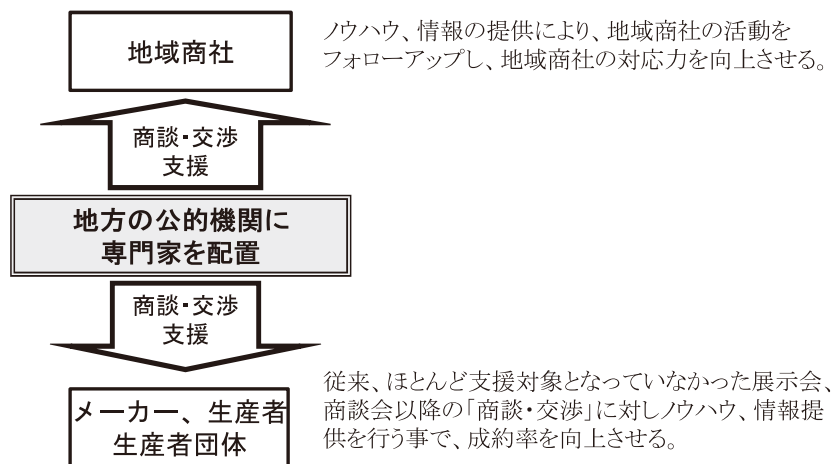 地域商社
ノウハウ、情報の提供により、地域商社の活動を
フォローアップし、地域商社の対応力を向上させる。
商談・交渉
支援
地方の公的機関に
専門家を配置
商談・交渉
支援
メーカー、生産者
生産者団体
従来、ほとんど支援対象となっていなかった展示会、
商談会以降の「商談・交渉」に対しノウハウ、情報提
供を行う事で、成約率を向上させる。